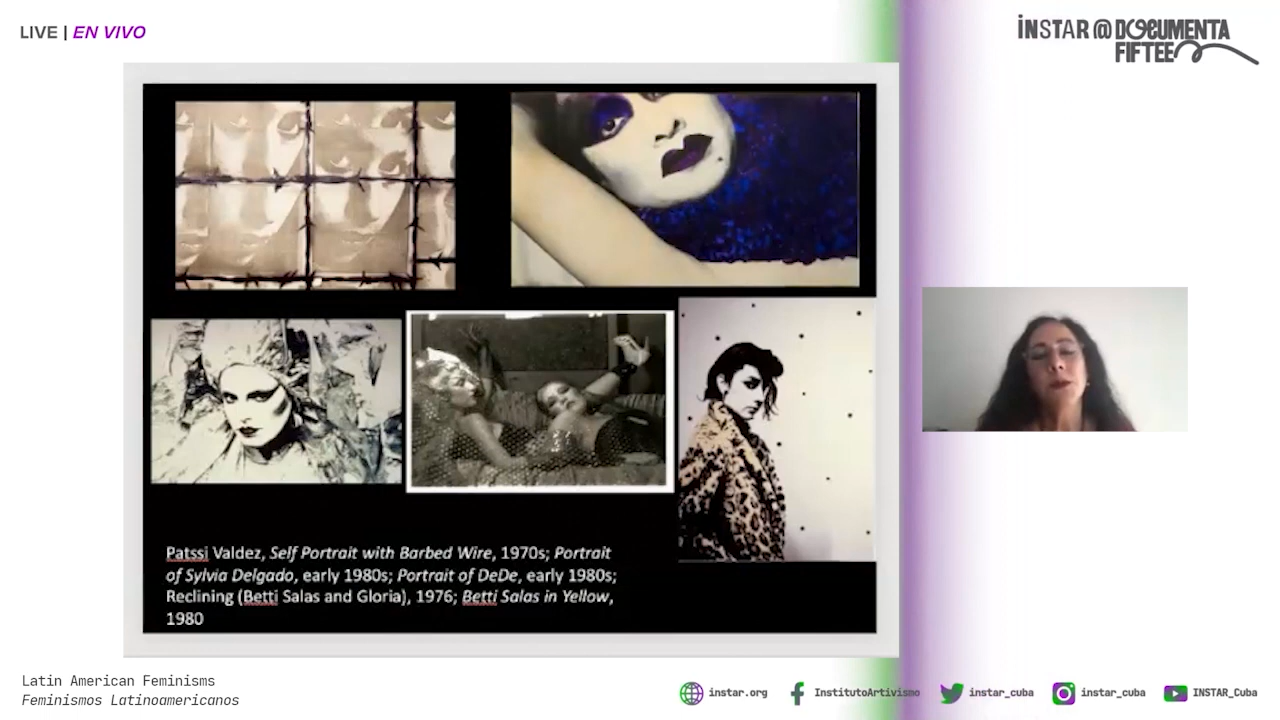 LIVE | EN VIVO
INSTAR @ DOCUMENTA
FIFTEEN
Patssi Valdez, Self Portrait with Barbed Wire, 1970s; Portrait
of Sylvia Delgado, early 1980s; Portrait of DeDe, early 1980s;
Reclining (Betti Salas and Gloria), 1976; Betti Salas in Yellow,
1980
Latin American Feminisms
Feminismos Latinoamericanos
instar.org
InstitutoArtivismo
instar_cuba
instar_cuba
INSTAR_Cuba